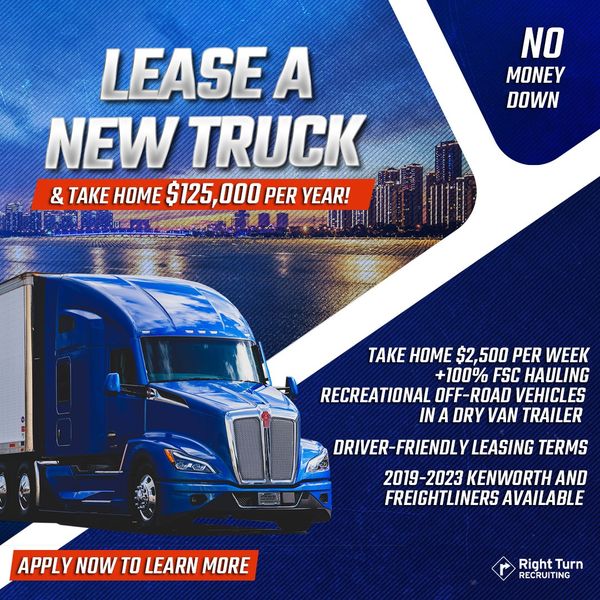 LEASE A
NEW TRUCK
& TAKE HOME $125,000 PER YEAR!
NO
MONEY
DOWN
TAKE HOME $2,500 PER WEEK
+100% FSC HAULING
RECREATIONAL OFF-ROAD VEHICLES
IN A DRY VAN TRAILER
DRIVER-FRIENDLY LEASING TERMS
2019-2023 KENWORTH AND
FREIGHTLINERS AVAILABLE
APPLY NOW TO LEARN MORE
Right Turn
RECRUITING